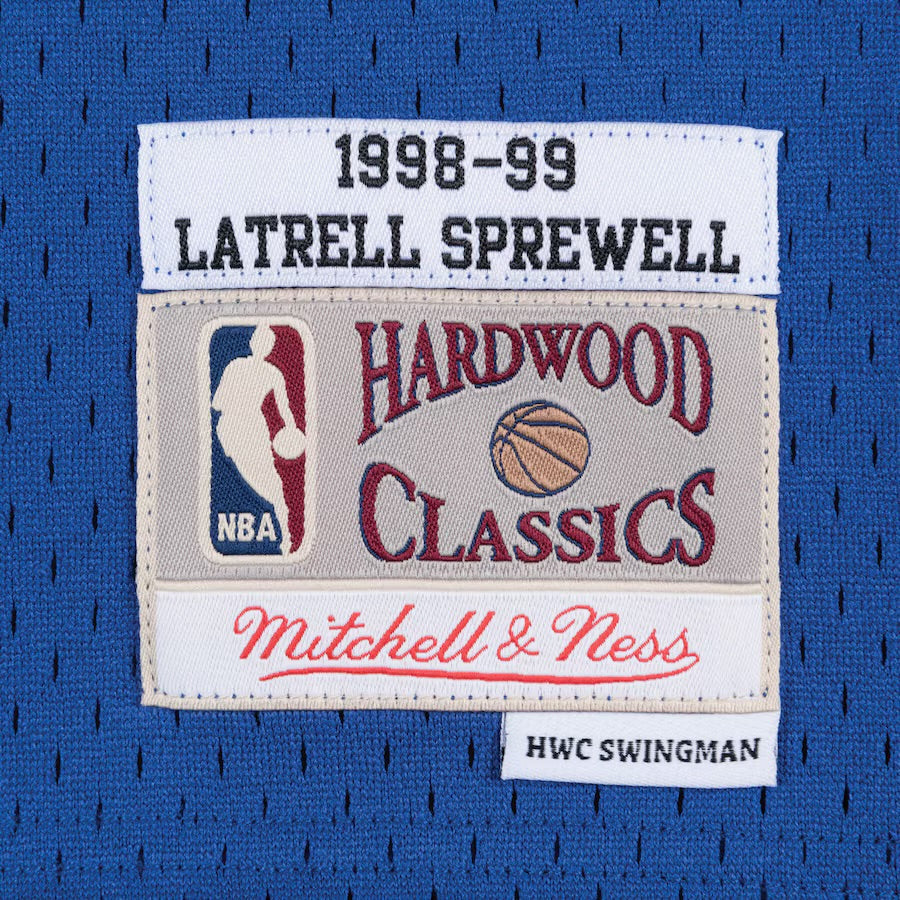 1998-99
LATRELL SPREWELL
HARDWOOD
CLASSICS
NBA
Mitchell & Ness
HWC SWINGMAN